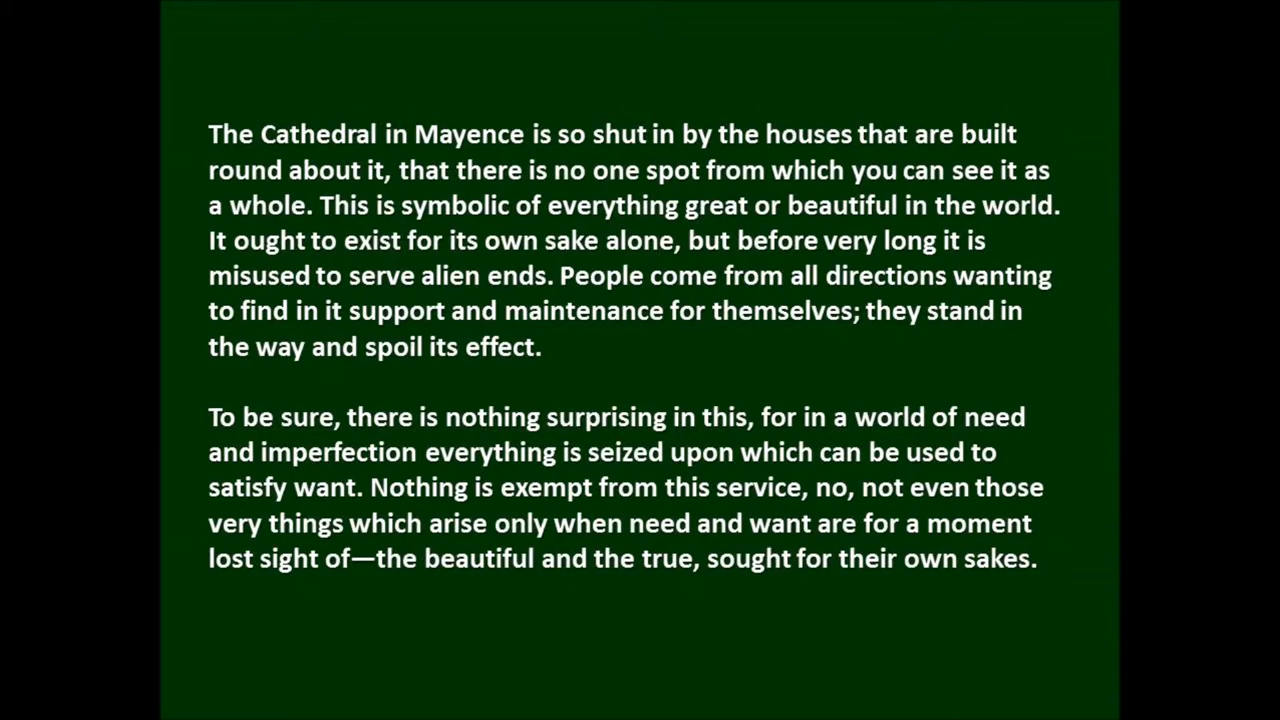 The Cathedral in Mayence is so shut in by the houses that are built
round about it, that there is no one spot from which you can see it as
a whole. This is symbolic of everything great or beautiful in the world.
It ought to exist for its own sake alone, but before very long it is
misused to serve alien ends. People come from all directions wanting
to find in it support and maintenance for themselves; they stand in
the way and spoil its effect.
To be sure, there is nothing surprising in this, for in a world of need
and imperfection everything is seized upon which can be used to
satisfy want. Nothing is exempt from this service, no, not even those
very things which arise only when need and want are for a moment
lost sight of—the beautiful and the true, sought for their own sakes.